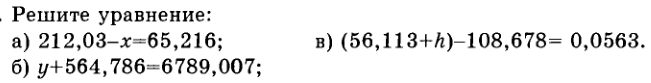 . Решите уравнение:
а) 212,03–x=65,216; в) (56,113+h)–108,678= 0,0563.
б) y+564,786=6789,007;